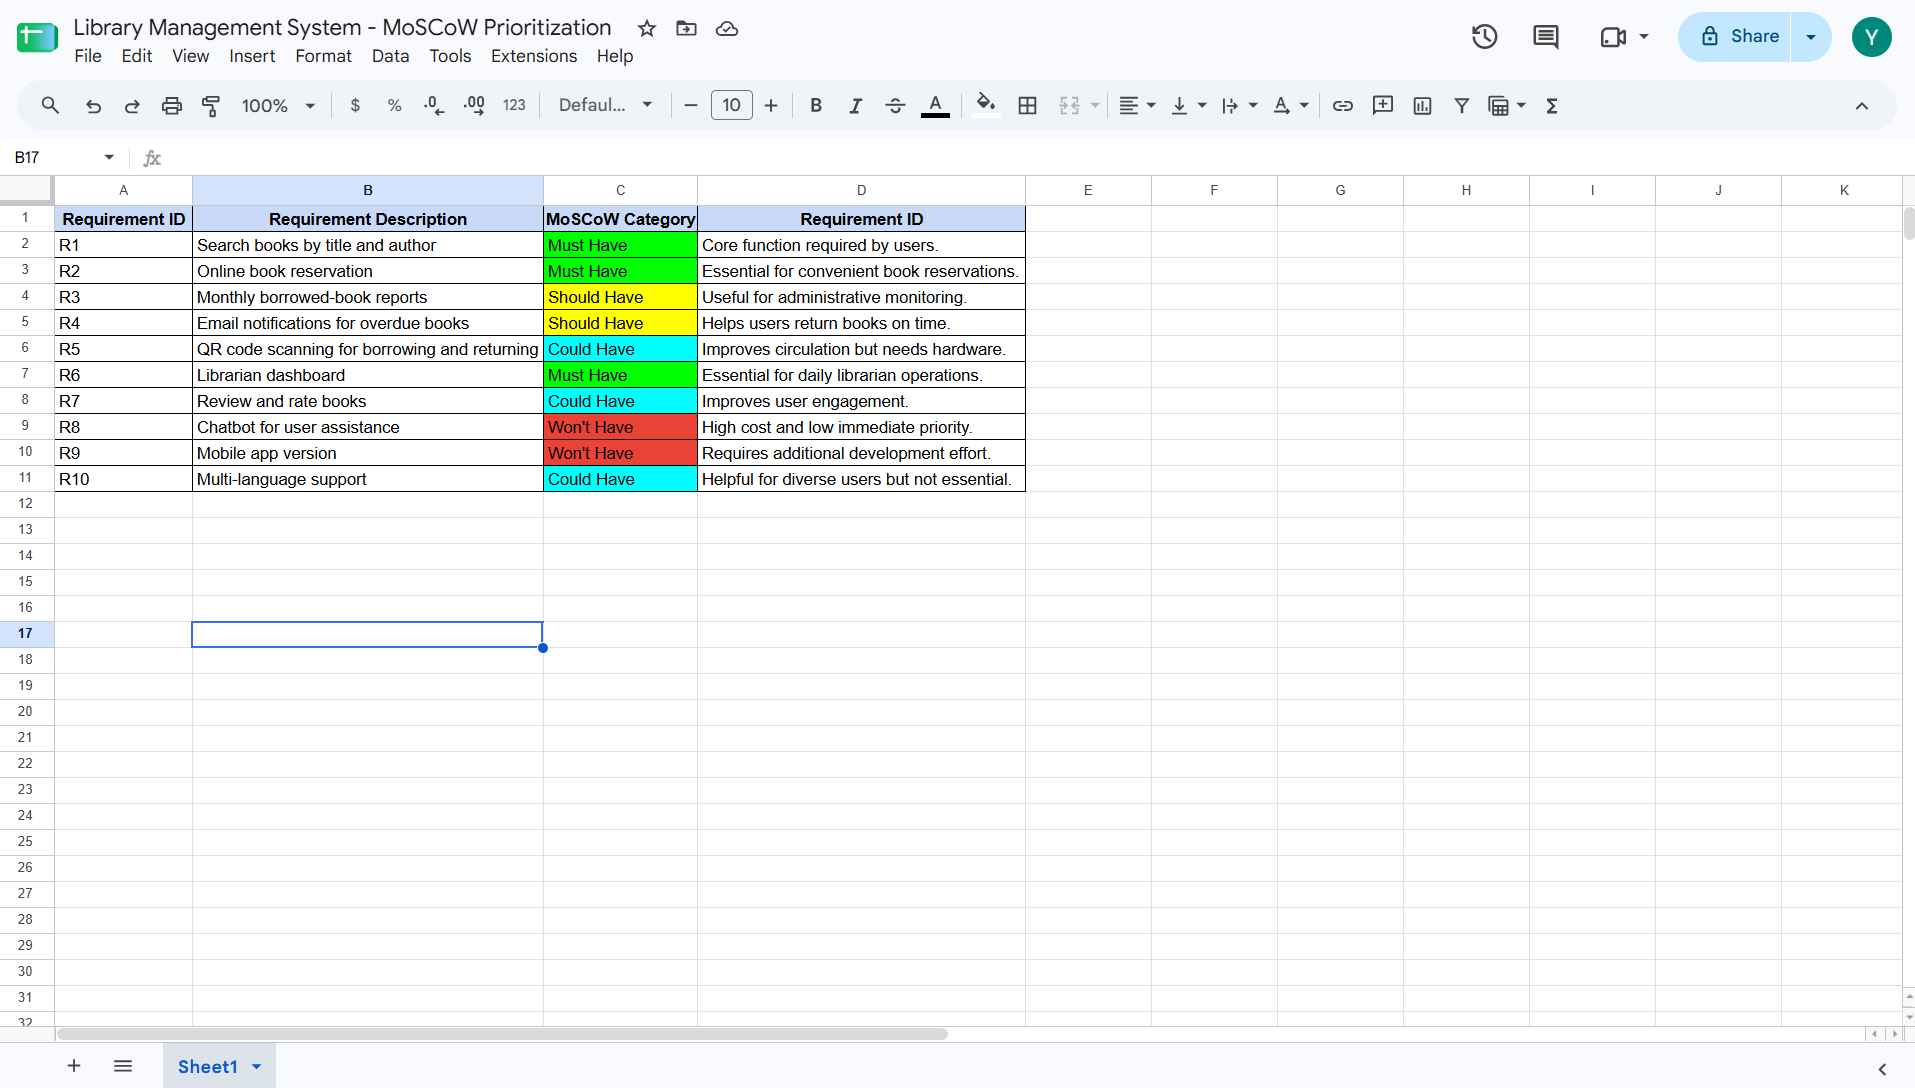 Library Management System - MoSCoW Prioritization
File Edit View Insert Format Data Tools Extensions Help
Share
Y
100% $ % .0 .00 123 Defaul... 10 B I S A
B17 fx
A B C D E F G H I J K
1 Requirement ID Requirement Description MoSCoW Category Requirement ID
2 R1 Search books by title and author Must Have Core function required by users.
3 R2 Online book reservation Must Have Essential for convenient book reservations.
4 R3 Monthly borrowed-book reports Should Have Useful for administrative monitoring.
5 R4 Email notifications for overdue books Should Have Helps users return books on time.
6 R5 QR code scanning for borrowing and returning Could Have Improves circulation but needs hardware.
7 R6 Librarian dashboard Must Have Essential for daily librarian operations.
8 R7 Review and rate books Could Have Improves user engagement.
9 R8 Chatbot for user assistance Won't Have High cost and low immediate priority.
10 R9 Mobile app version Won't Have Requires additional development effort.
11 R10 Multi-language support Could Have Helpful for diverse users but not essential.
12
13
14
15
16
17
18
19
20
21
22
23
24
25
26
27
28
29
30
31
32
Sheet1